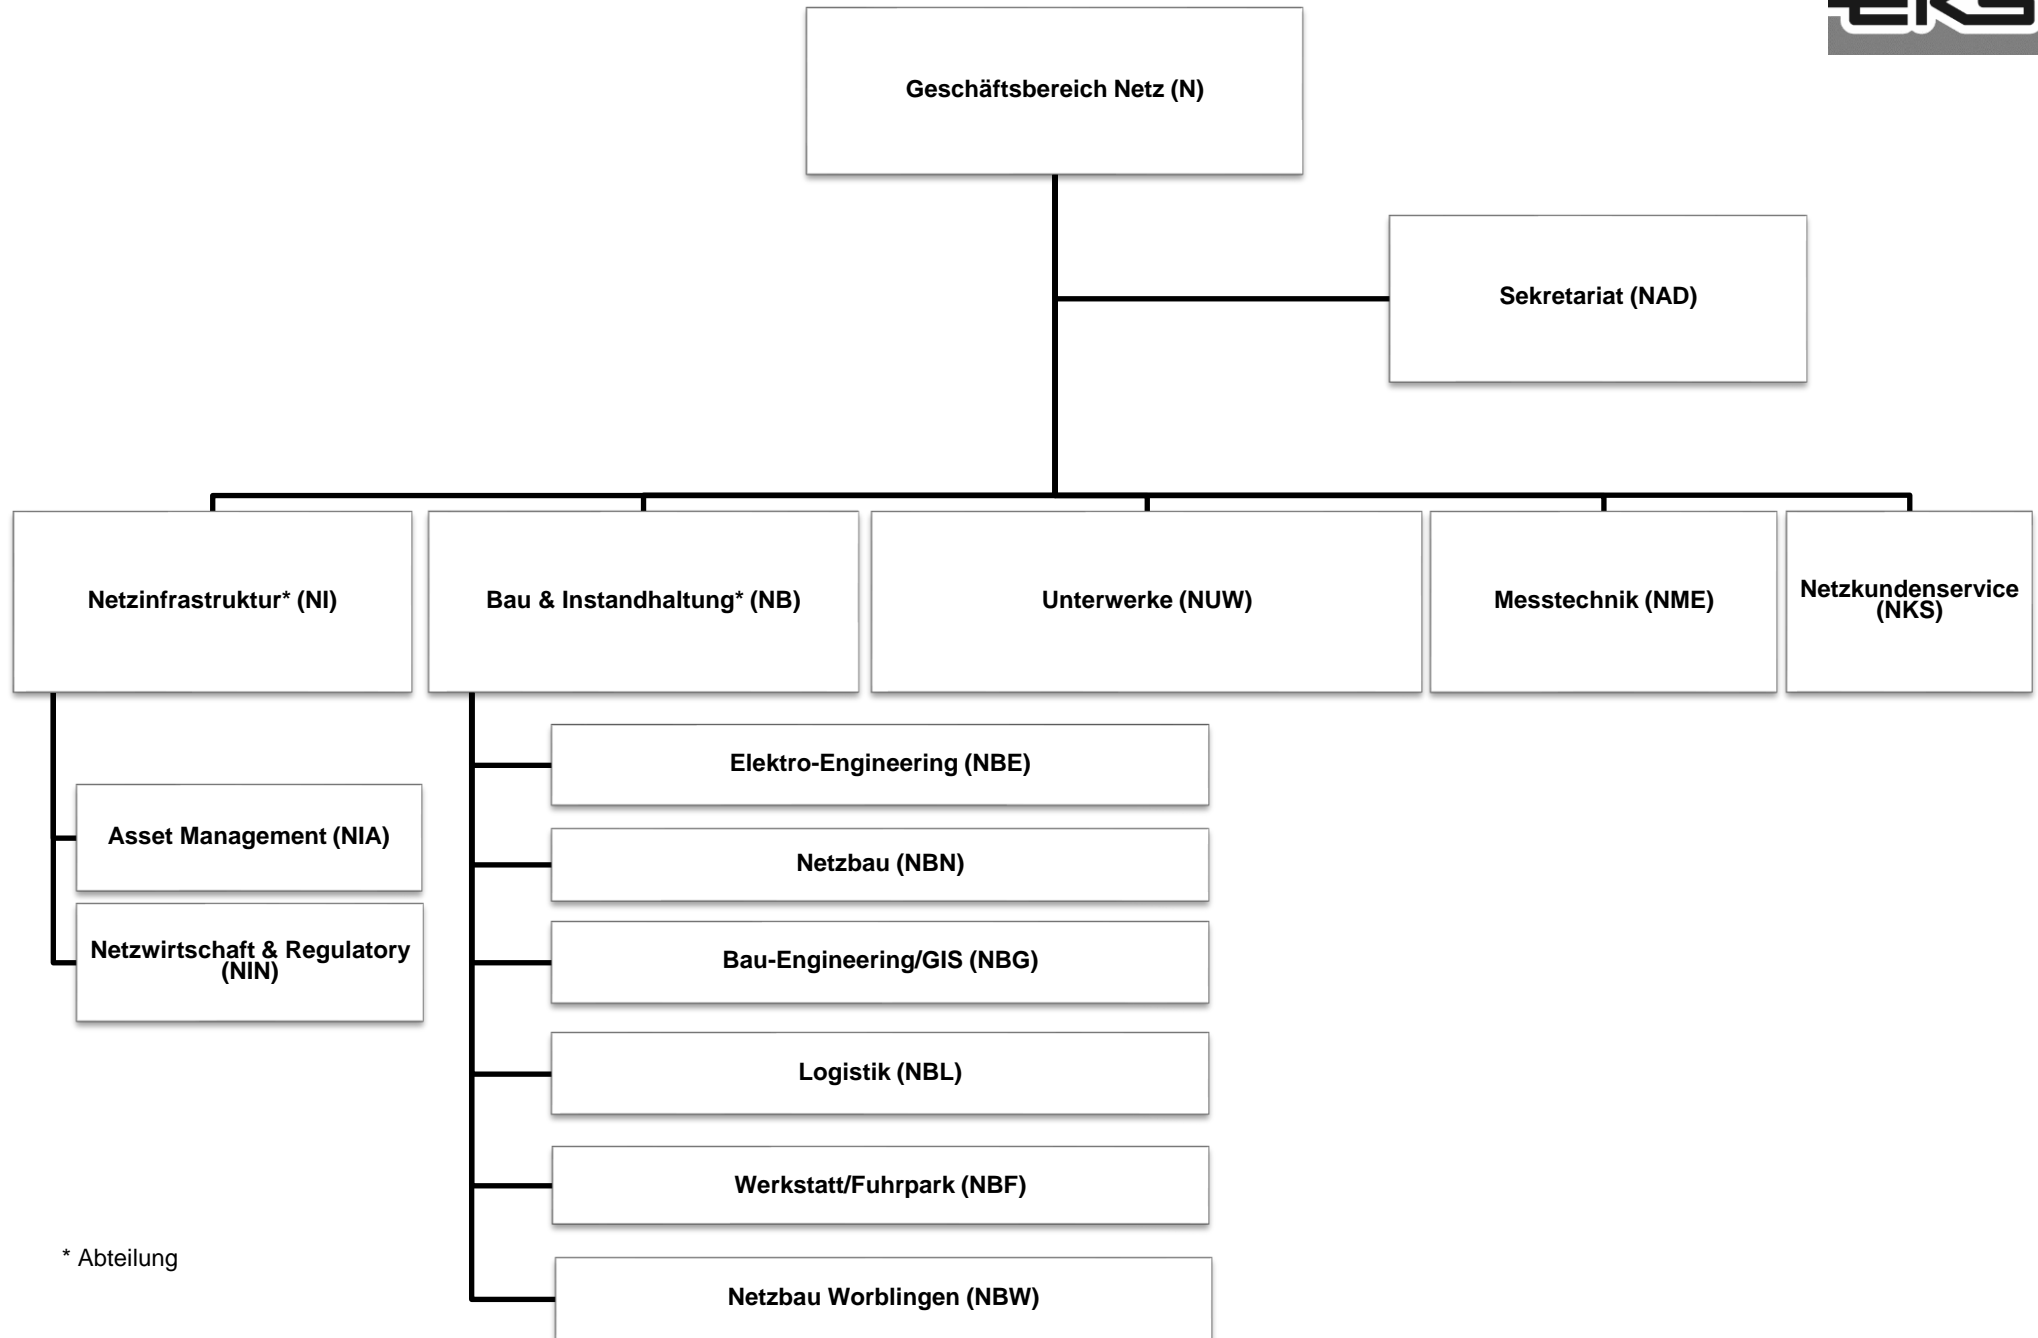 Geschäftsbereich Netz (N)
Sekretariat (NAD)
Netzinfrastruktur* (NI)
Bau & Instandhaltung* (NB)
Unterwerke (NUW)
Messtechnik (NME)
Netzkundenservice
(NKS)
Elektro-Engineering (NBE)
Asset Management (NIA)
Netzbau (NBN)
Netzwirtschaft & Regulatory
(NIN)
Bau-Engineering/GIS (NBG)
Logistik (NBL)
Werkstatt/Fuhrpark (NBF)
* Abteilung
Netzbau Worblingen (NBW)